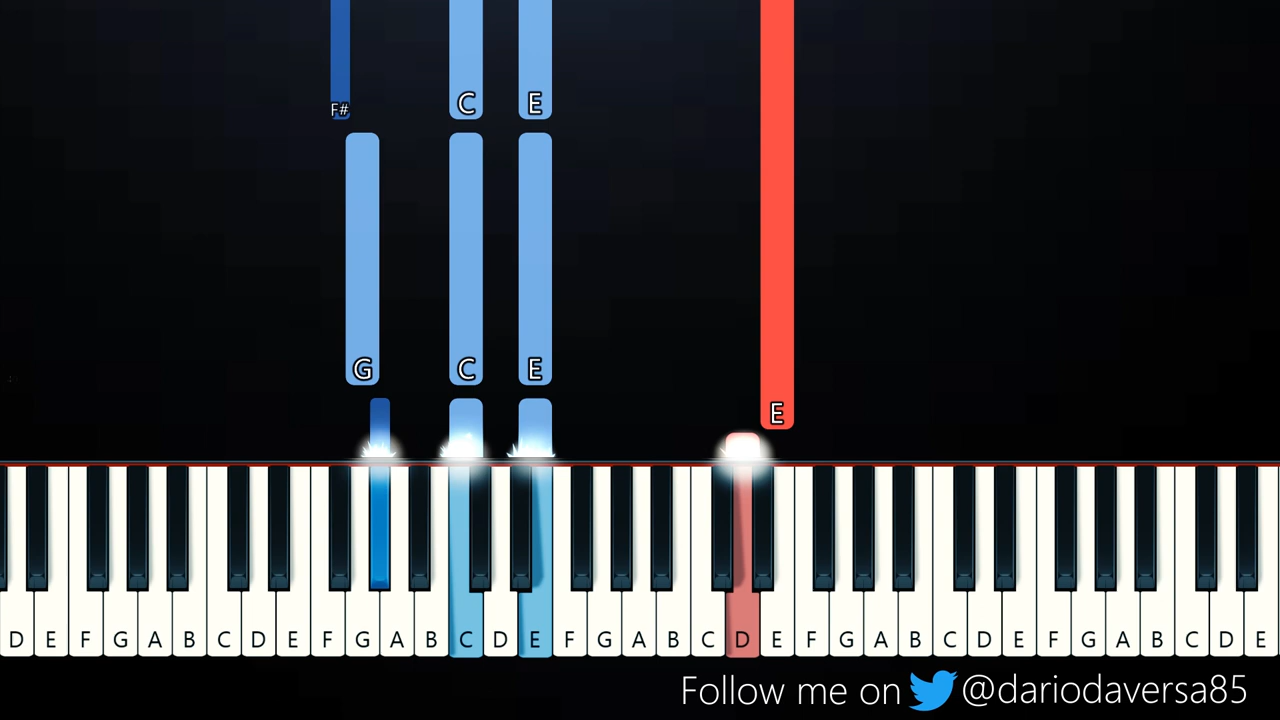 F# C E
G C E
E
D E F G A B C D E F G A B C D E F G A B C D E F G A B C D E F G A B C D E
Follow me on @dariodaversa85